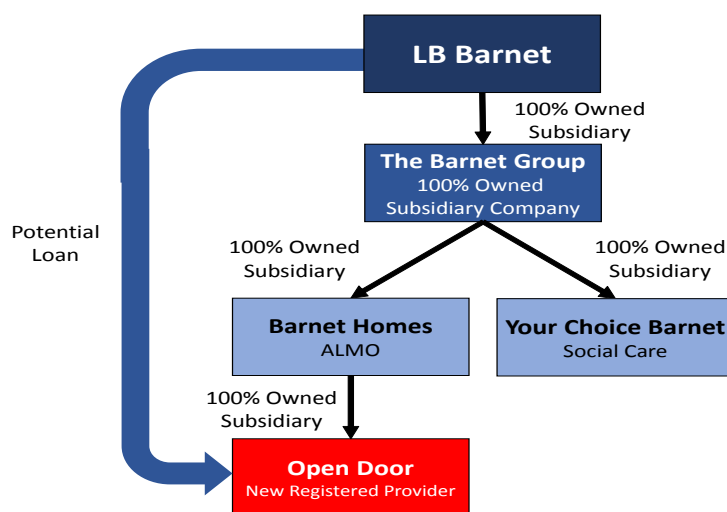 LB Barnet
100% Owned
Subsidiary
The Barnet Group
100% Owned
Subsidiary Company
Potential
Loan
100% Owned
Subsidiary
100% Owned
Subsidiary
Barnet Homes
ALMO
Your Choice Barnet
Social Care
100% Owned
Subsidiary
Open Door
New Registered Provider